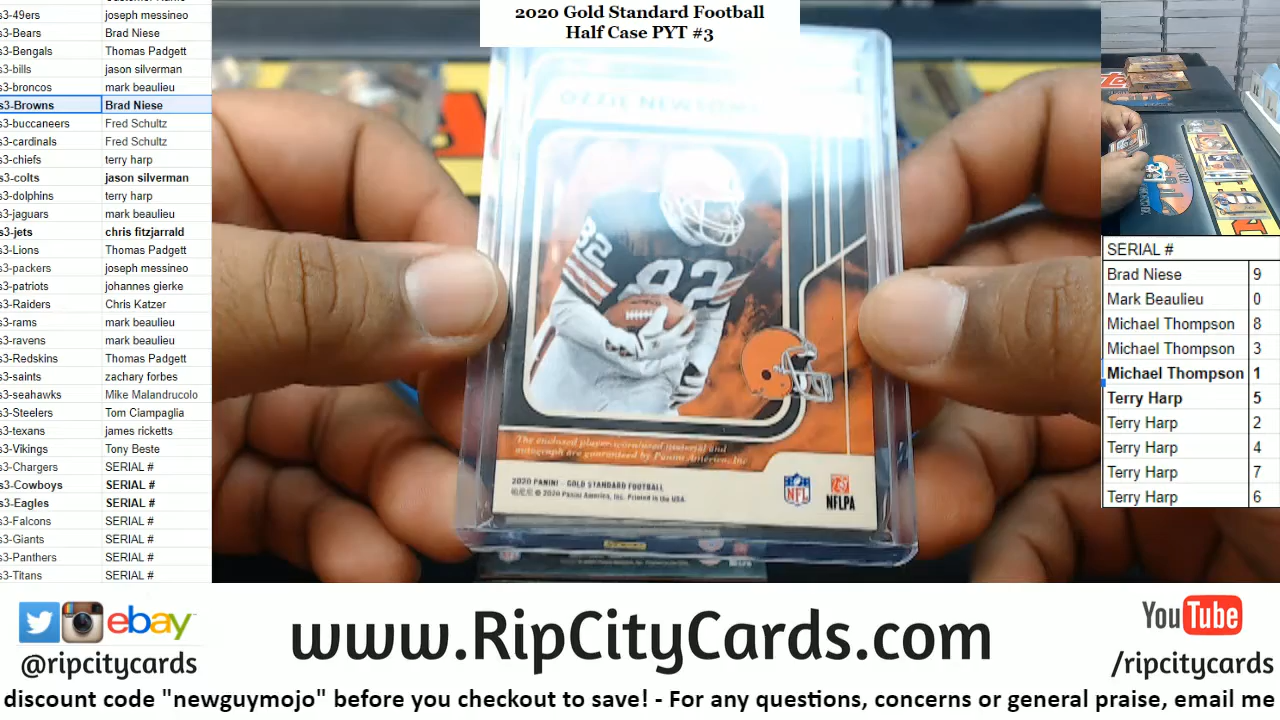 2020 Gold Standard Football
Half Case PYT #3
s3-49ers joseph messineo
s3-Bears Brad Niese
s3-Bengals Thomas Padgett
s3-bills jason silverman
s3-broncos mark beaulieu
s3-Browns Brad Niese
s3-buccaneers Fred Schultz
s3-cardinals Fred Schultz
s3-chiefs terry harp
s3-colts jason silverman
s3-dolphins terry harp
s3-jaguars mark beaulieu
s3-jets chris fitzjarrald
s3-Lions Thomas Padgett
s3-packers joseph messineo
s3-patriots johannes gierke
s3-Raiders Chris Katzer
s3-rams mark beaulieu
s3-ravens mark beaulieu
s3-Redskins Thomas Padgett
s3-saints zachary forbes
s3-seahawks Mike Malandrucolo
s3-Steelers Tom Ciampaglia
s3-texans james ricketts
s3-Vikings Tony Beste
s3-Chargers SERIAL #
s3-Cowboys SERIAL #
s3-Eagles SERIAL #
s3-Falcons SERIAL #
s3-Giants SERIAL #
s3-Panthers SERIAL #
s3-Titans SERIAL #
OZZIE NEWSOME
82
82
The enclosed player-worn/used material and
autograph are guaranteed by Panini America, Inc
2020 PANINI - GOLD STANDARD FOOTBALL
© 2020 Panini America, Inc. Printed in the USA.
NFL
NFLPA
SERIAL #
Brad Niese 9
Mark Beaulieu 0
Michael Thompson 8
Michael Thompson 3
Michael Thompson 1
Terry Harp 5
Terry Harp 2
Terry Harp 4
Terry Harp 7
Terry Harp 6
ebay
@ripcitycards
www.RipCityCards.com
YouTube
/ripcitycards
discount code "newguymojo" before you checkout to save! - For any questions, concerns or general praise, email me